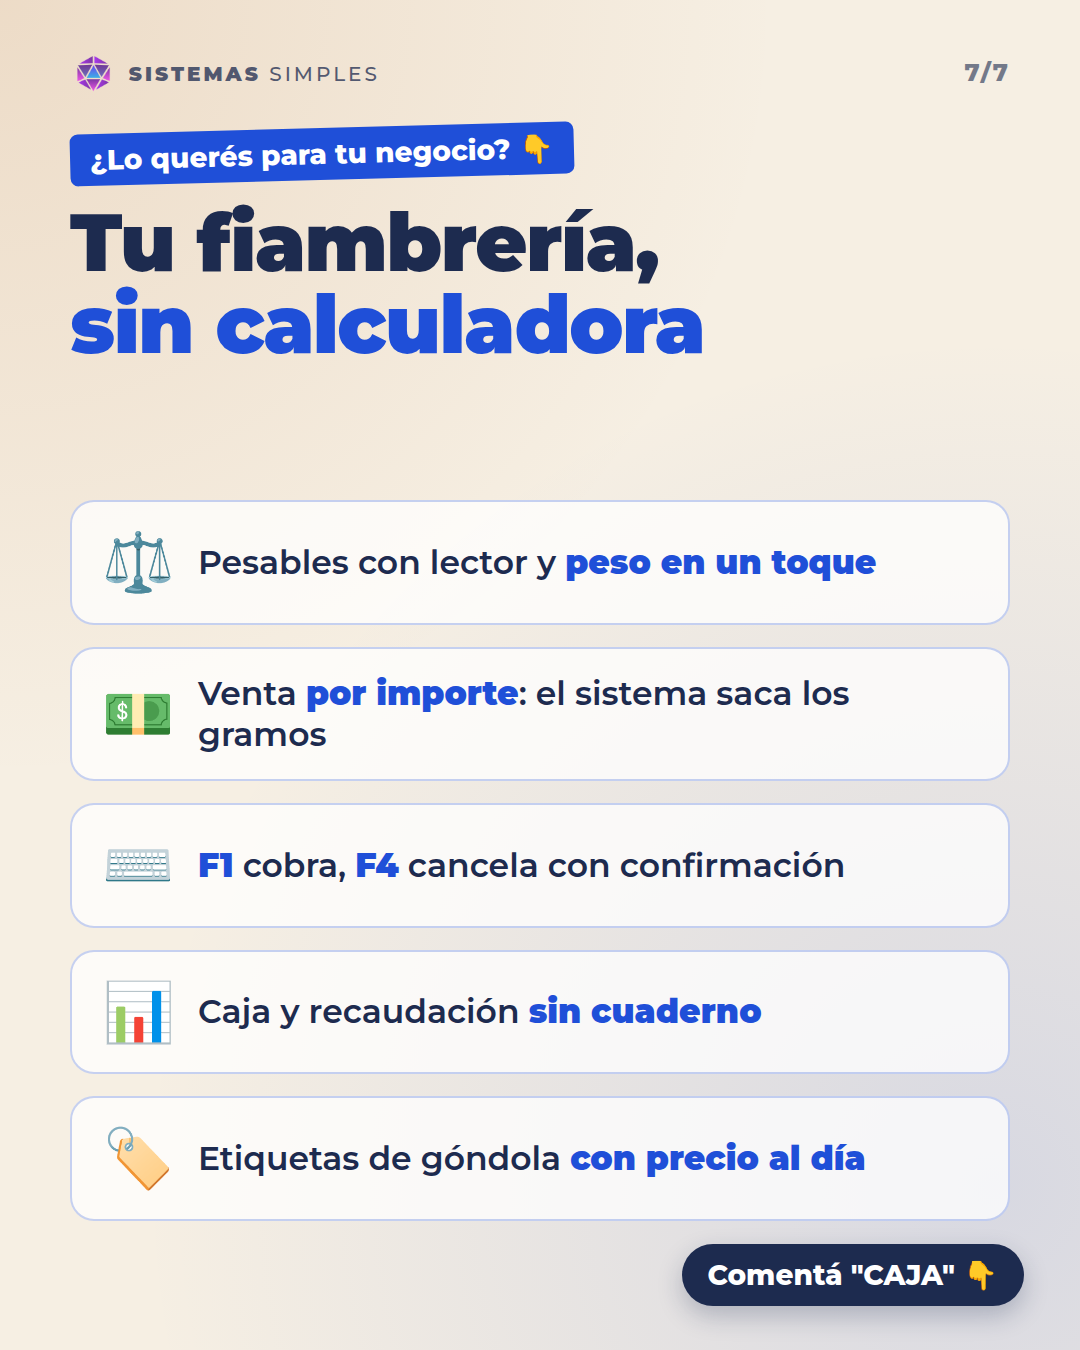 SISTEMAS SIMPLES
7/7
¿Lo querés para tu negocio? 👇
Tu fiambrería,
sin calculadora
Pesables con lector y peso en un toque
Venta por importe: el sistema saca los
gramos
F1 cobra, F4 cancela con confirmación
Caja y recaudación sin cuaderno
Etiquetas de góndola con precio al día
Comentá "CAJA" 👇